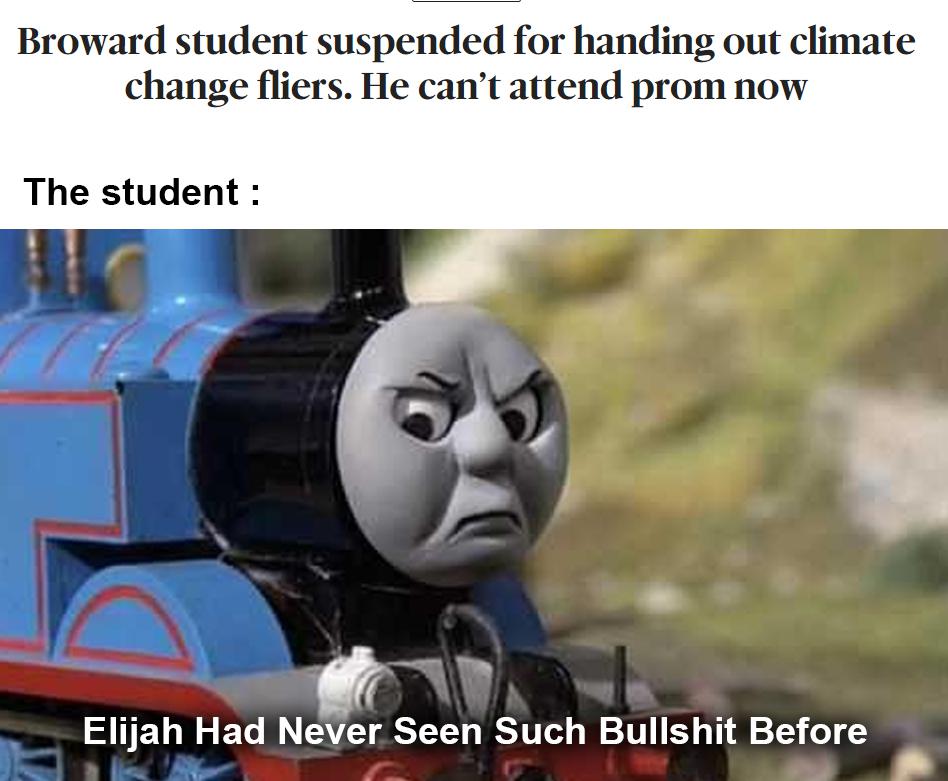 Broward student suspended for handing out climate
change fliers. He can’t attend prom now
The student :
Elijah Had Never Seen Such Bullshit Before